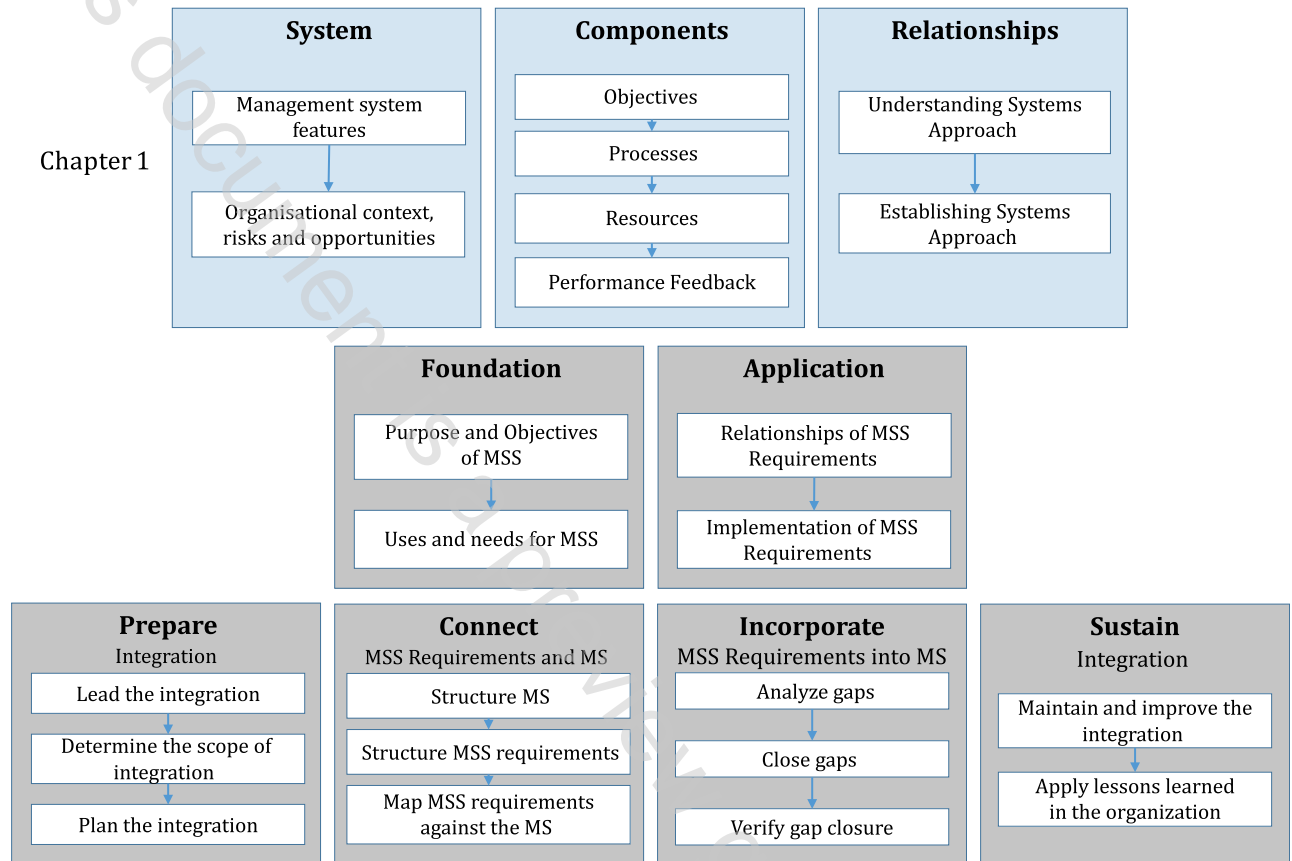 System
Management system
features
Organisational context,
risks and opportunities
Components
Objectives
Processes
Resources
Performance Feedback
Relationships
Understanding Systems
Approach
Establishing Systems
Approach
Chapter 1
Foundation
Purpose and Objectives
of MSS
Uses and needs for MSS
Application
Relationships of MSS
Requirements
Implementation of MSS
Requirements
Prepare
Integration
Lead the integration
Determine the scope of
integration
Plan the integration
Connect
MSS Requirements and MS
Structure MS
Structure MSS requirements
Map MSS requirements
against the MS
Incorporate
MSS Requirements into MS
Analyze gaps
Close gaps
Verify gap closure
Sustain
Integration
Maintain and improve the
integration
Apply lessons learned
in the organization
document is a preview